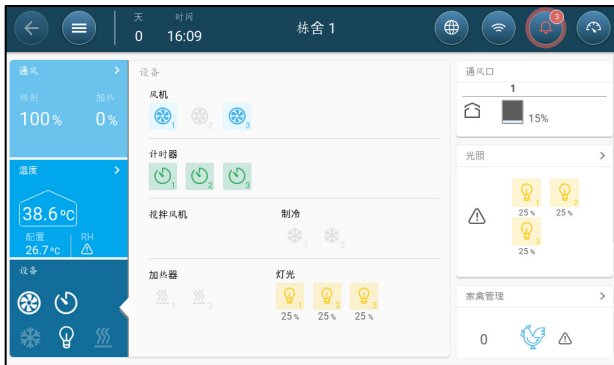 天 时间
0 16:09 栋舍 1
3
通风
级别 加热
100% 0%
温度
38.6ºC
配置 RH
26.7ºC
设备
设备
风机
1 2 3
计时器
1 2 3
搅拌风机 制冷
1 2
加热器 灯光
1 2 1 2 3
25% 25% 25%
通风口
1
15%
光照
1 2
25% 25%
3
25%
家禽管理
0